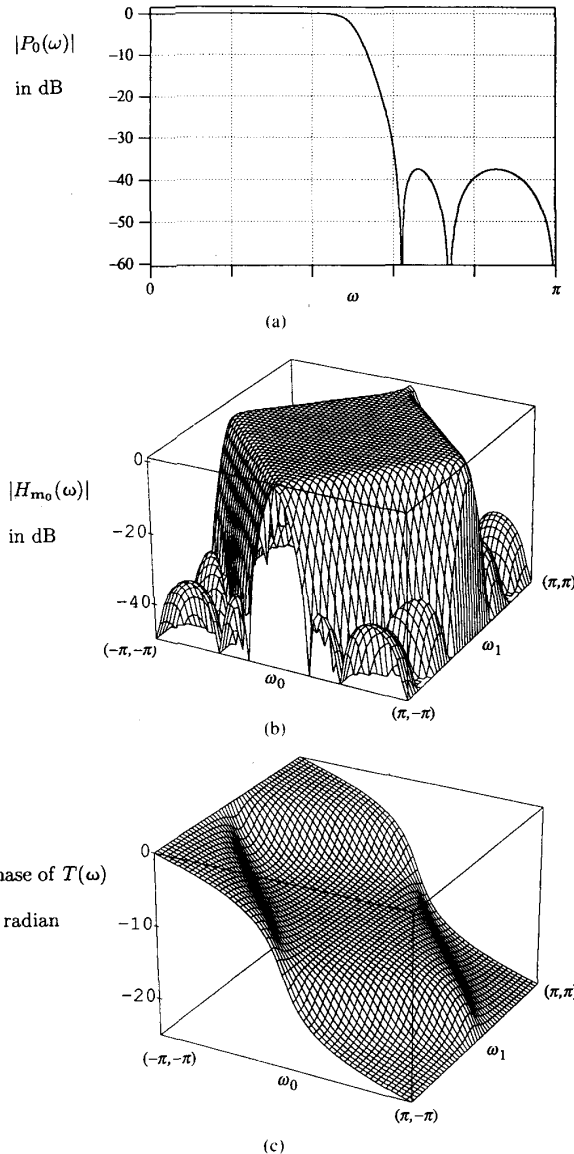 |P₀(ω)|
in dB
0
−10
−20
−30
−40
−50
−60
0
ω
π
(a)
|Hₘ₀(ω)|
in dB
0
−20
−40
(−π,−π)
ω₀
(π,−π)
ω₁
(π,π)
(b)
hase of T(ω)
radian
0
−10
−20
(−π,−π)
ω₀
(π,−π)
ω₁
(π,π)
(c)